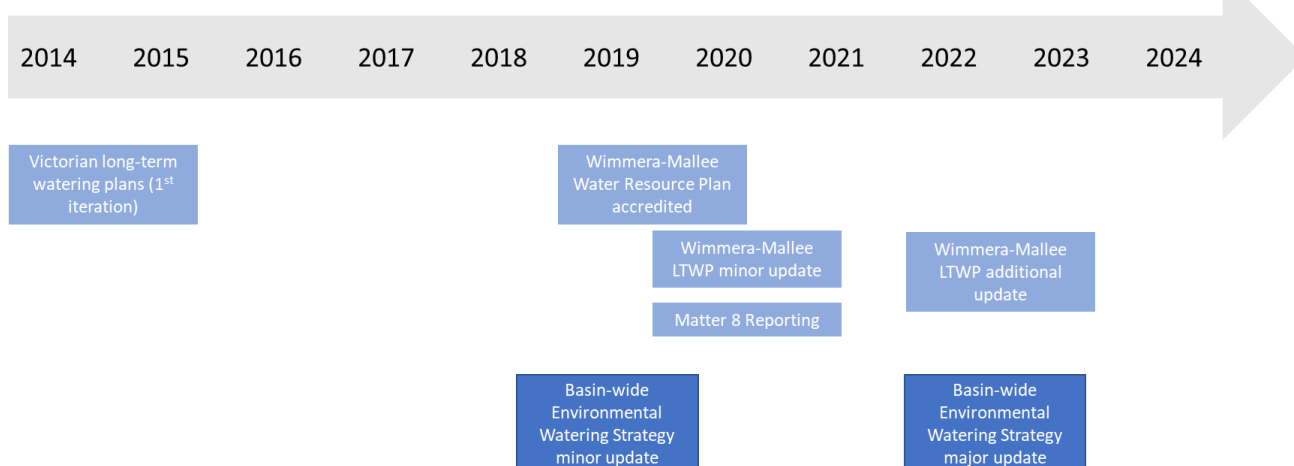 2014 2015 2016 2017 2018 2019 2020 2021 2022 2023 2024
Victorian long-term
watering plans (1st
iteration)
Wimmera-Mallee
Water Resource Plan
accredited
Wimmera-Mallee
LTWP minor update
Matter 8 Reporting
Wimmera-Mallee
LTWP additional
update
Basin-wide
Environmental
Watering Strategy
minor update
Basin-wide
Environmental
Watering Strategy
major update